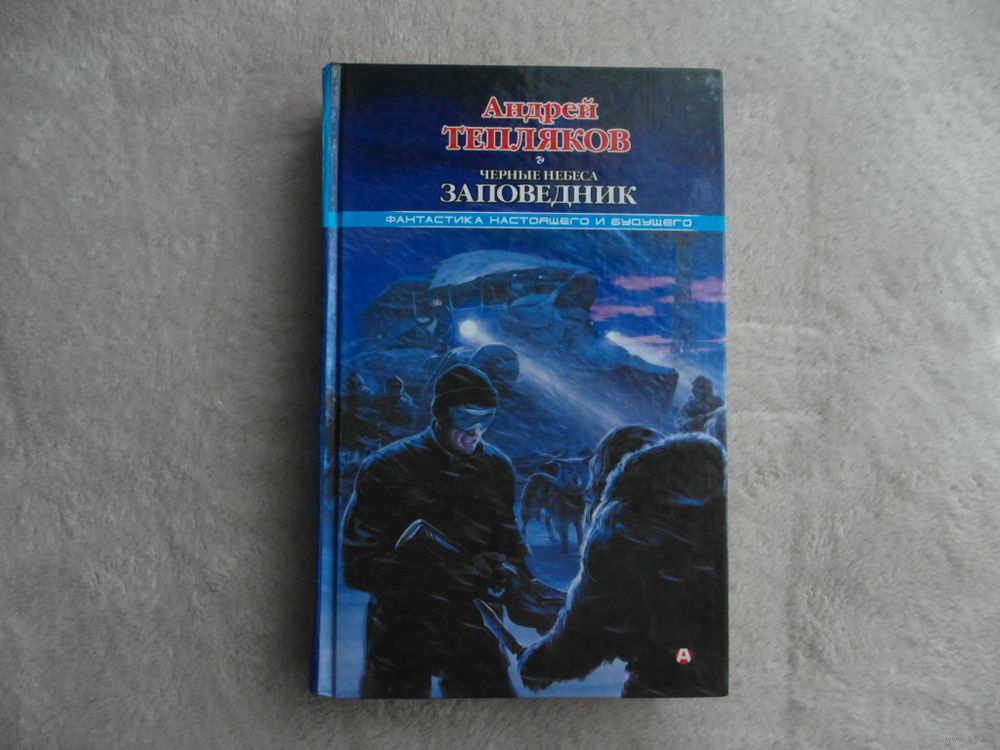 Андрей
ТЕПЛЯКОВ
ЧЕРНЫЕ НЕБЕСА
ЗАПОВЕДНИК
ФАНТАСТИКА НАСТОЯЩЕГО И БУДУЩЕГО
А